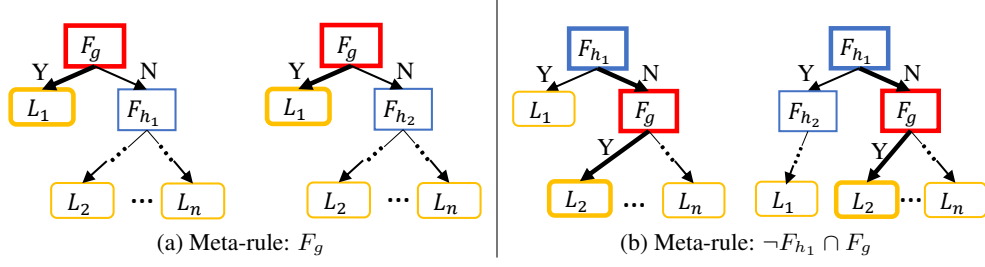 F_g F_g F_{h_1} F_{h_1}
Y N Y N Y N Y N
L_1 F_{h_1} L_1 F_{h_2} L_1 F_g F_{h_2} F_g
Y Y
L_2 ... L_n L_2 ... L_n L_2 ... L_n L_1 L_2 ... L_n
(a) Meta-rule: F_g (b) Meta-rule: ¬F_{h_1} ∩ F_g